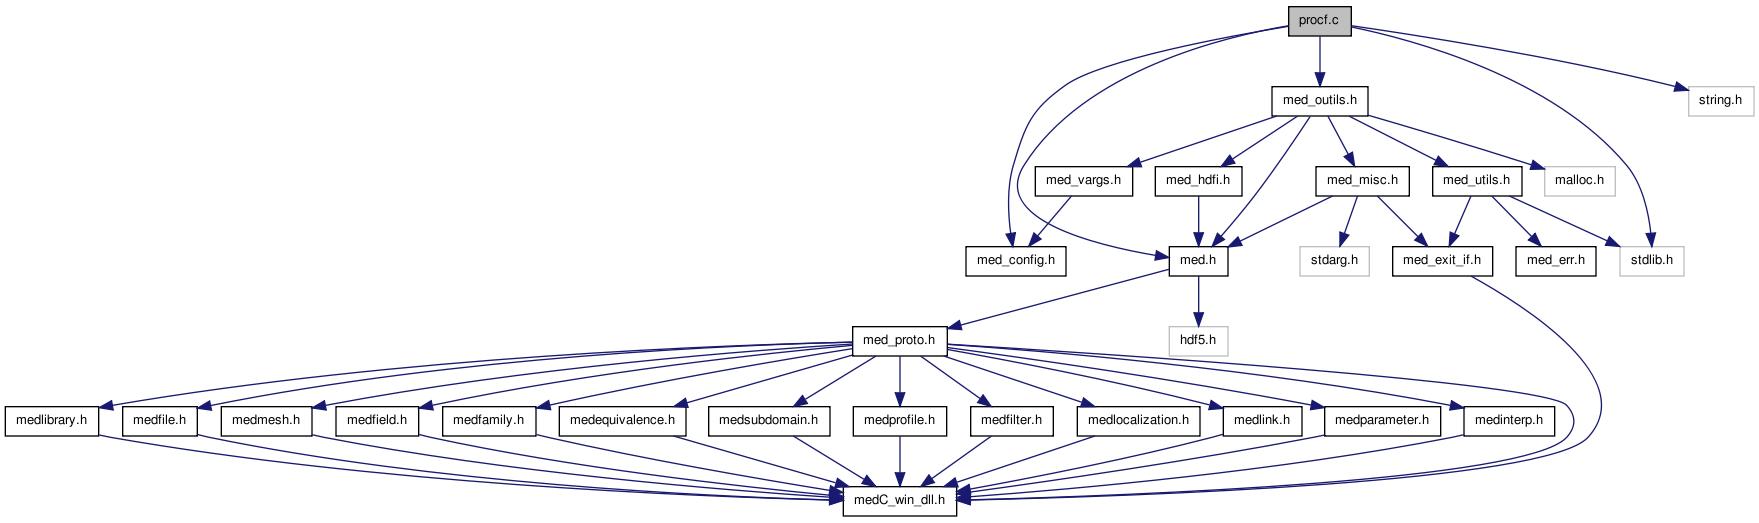 procf.c
med_outils.h
string.h
med_vargs.h
med_hdfi.h
med_misc.h
med_utils.h
malloc.h
med_config.h
med.h
stdarg.h
med_exit_if.h
med_err.h
stdlib.h
med_proto.h
hdf5.h
medlibrary.h
medfile.h
medmesh.h
medfield.h
medfamily.h
medequivalence.h
medsubdomain.h
medprofile.h
medfilter.h
medlocalization.h
medlink.h
medparameter.h
medinterp.h
medC_win_dll.h